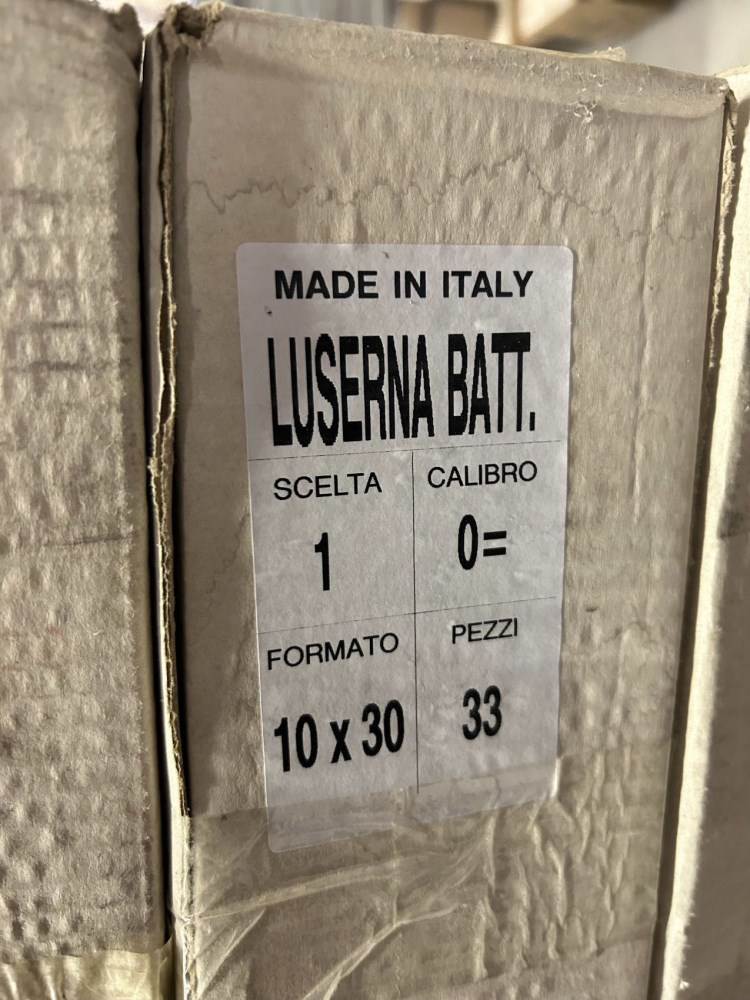 MADE IN ITALY
LUSERNA BATT.
SCELTA
1
CALIBRO
0=
FORMATO
10 x 30
PEZZI
33